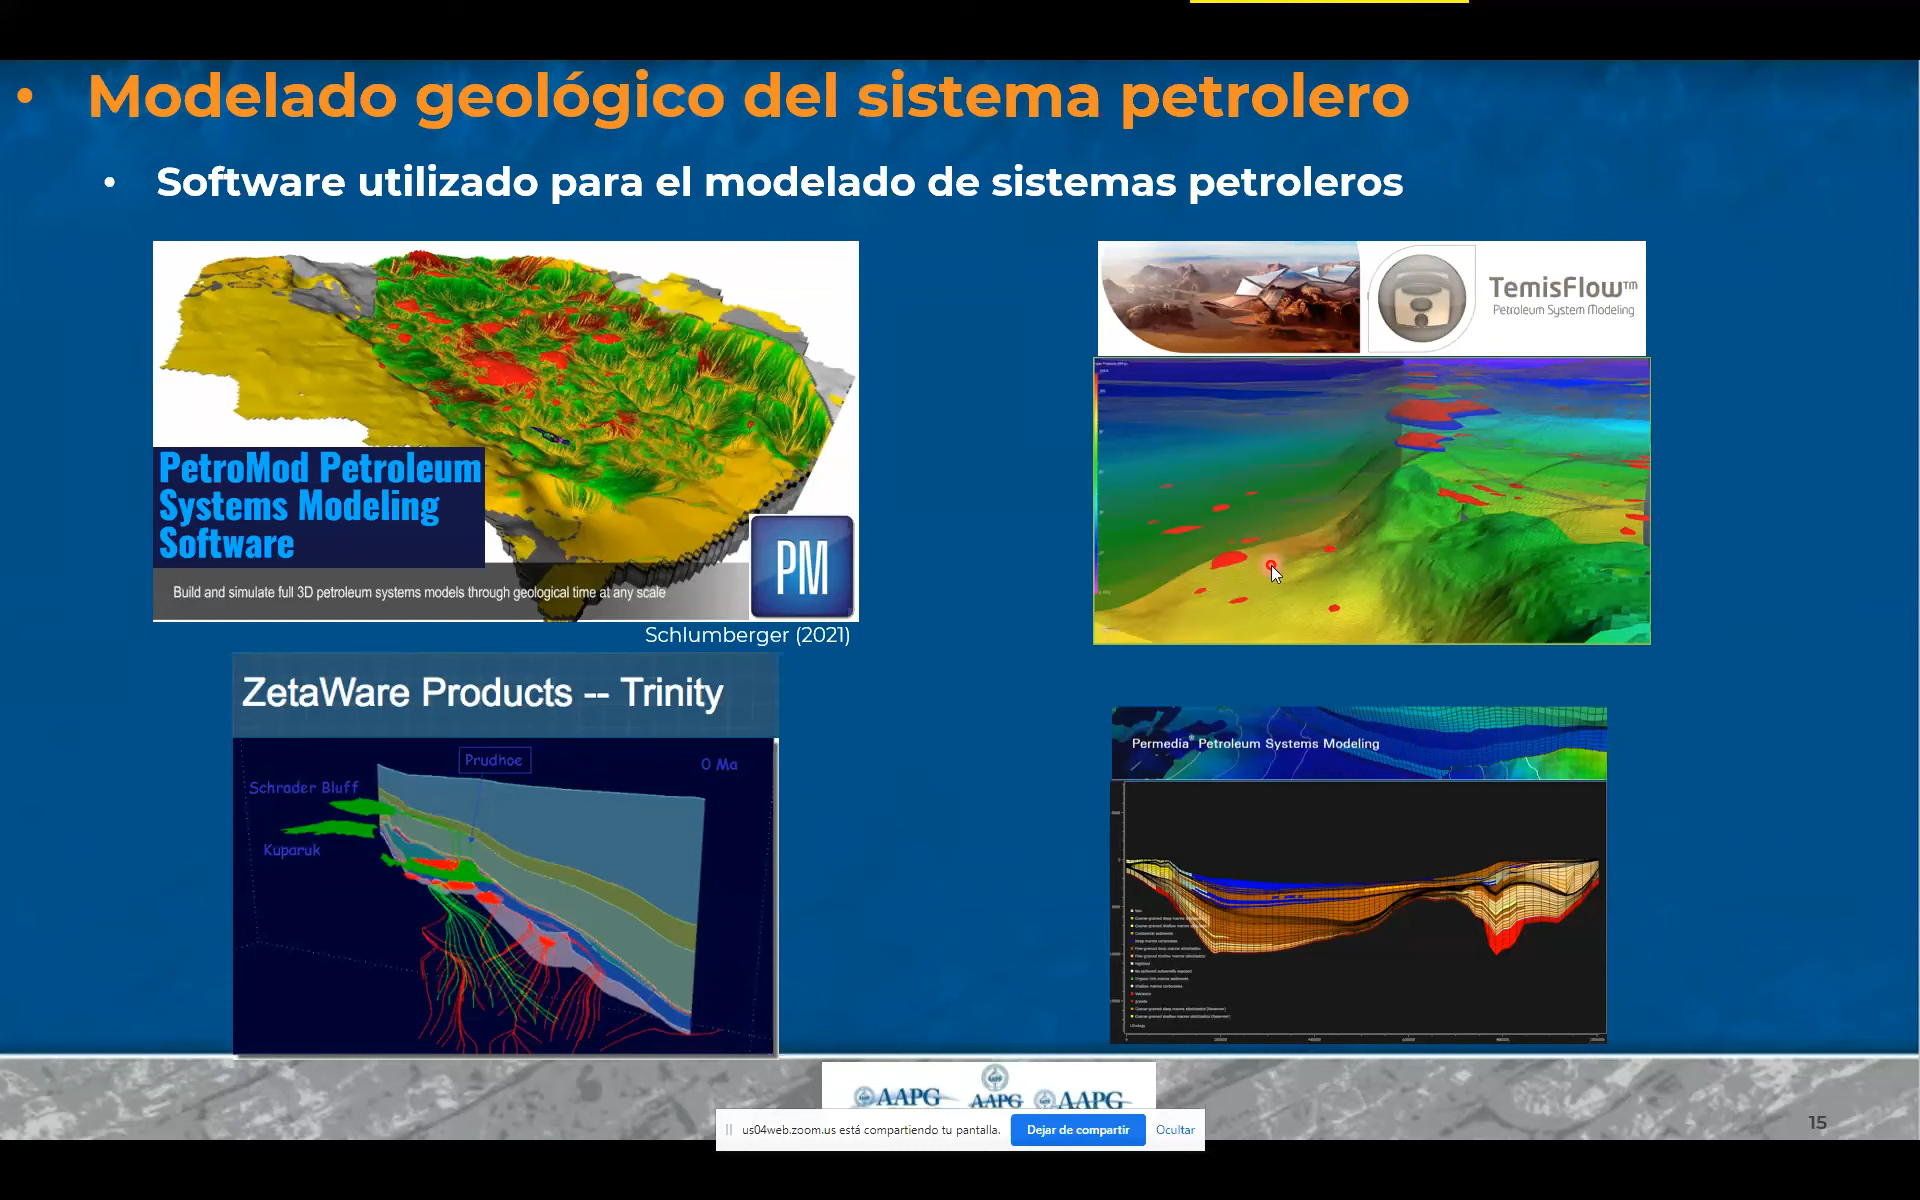 • Modelado geológico del sistema petrolero
• Software utilizado para el modelado de sistemas petroleros
PetroMod Petroleum
Systems Modeling
Software
PM
Build and simulate full 3D petroleum systems models through geological time at any scale
Schlumberger (2021)
TemisFlow™
Petroleum System Modeling
ZetaWare Products -- Trinity
Prudhoe
0 Ma
Schrader Bluff
Kuparuk
Permedia® Petroleum Systems Modeling
AAPG
AAPG
AAPG
us04web.zoom.us está compartiendo tu pantalla.
Dejar de compartir
Ocultar
15